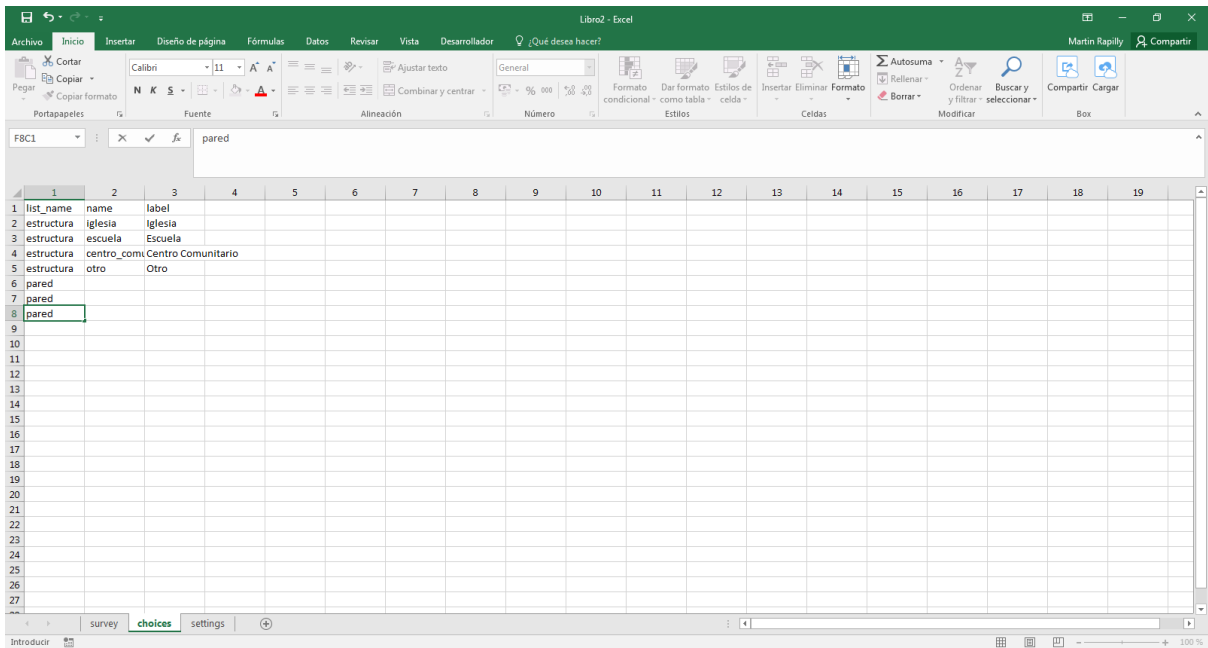 Libro2 - Excel
Archivo Inicio Insertar Diseño de página Fórmulas Datos Revisar Vista Desarrollador ¿Qué desea hacer? Martin Rapilly Compartir
Pegar
Cortar
Copiar
Copiar formato
Portapapeles
Calibri 11
N K S
Fuente
Ajustar texto
Combinar y centrar
Alineación
General
% 000
Número
Formato condicional
Dar formato como tabla
Estilos de celda
Estilos
Insertar Eliminar Formato
Celdas
Autosuma
Rellenar
Borrar
Ordenar y filtrar
Buscar y seleccionar
Modificar
Compartir Cargar
Box
F8C1 fx pared
1 2 3 4 5 6 7 8 9 10 11 12 13 14 15 16 17 18 19
1 list_name name label
2 estructura iglesia Iglesia
3 estructura escuela Escuela
4 estructura centro_comu Centro Comunitario
5 estructura otro Otro
6 pared
7 pared
8 pared
9
10
11
12
13
14
15
16
17
18
19
20
21
22
23
24
25
26
27
survey choices settings
Introducir 100 %